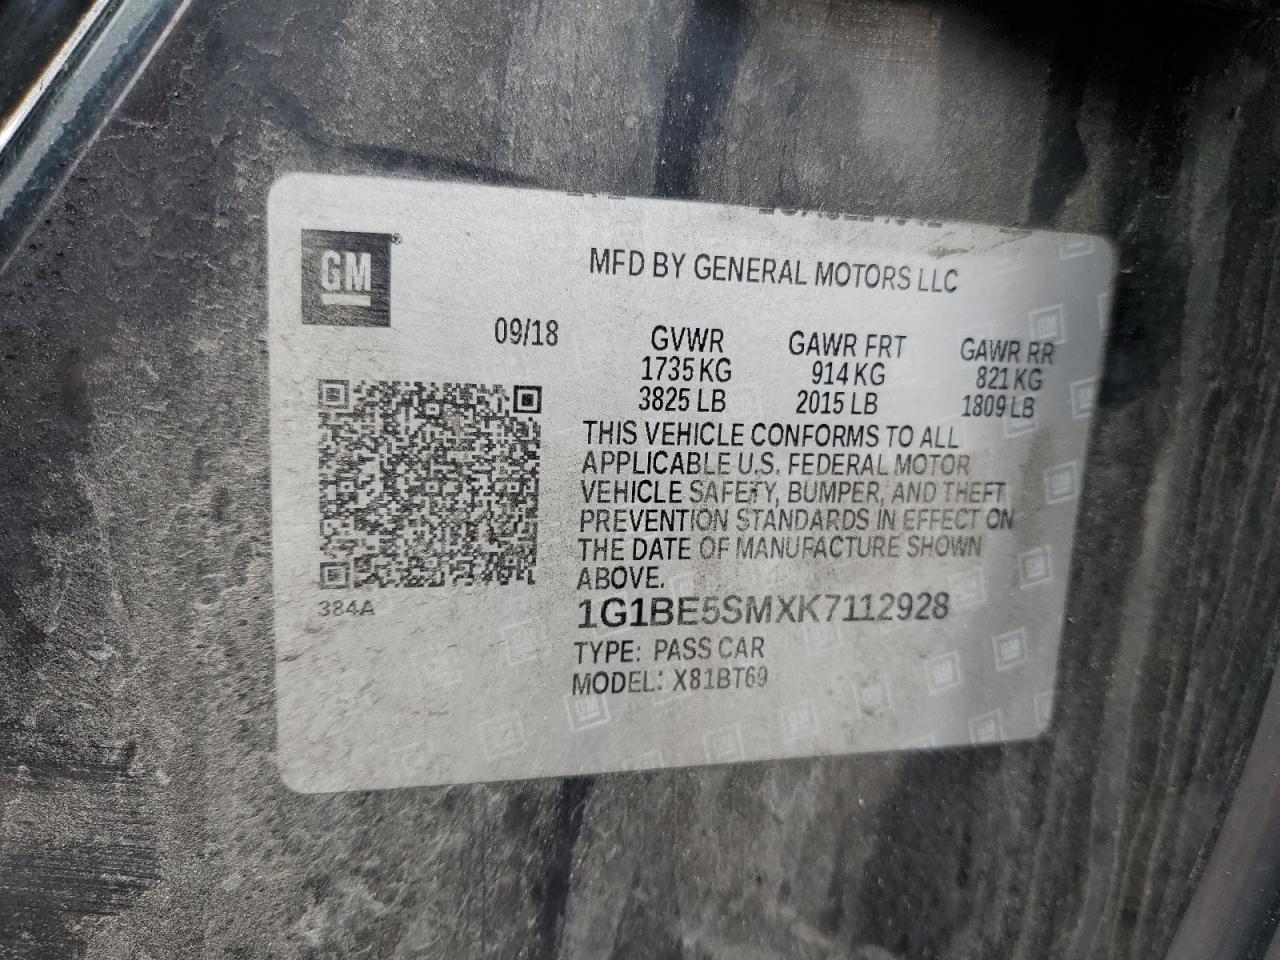 GM
MFD BY GENERAL MOTORS LLC
09/18 GVWR GAWR FRT GAWR RR
1735 KG 914 KG 821 KG
3825 LB 2015 LB 1809 LB
THIS VEHICLE CONFORMS TO ALL
APPLICABLE U.S. FEDERAL MOTOR
VEHICLE SAFETY, BUMPER, AND THEFT
PREVENTION STANDARDS IN EFFECT ON
THE DATE OF MANUFACTURE SHOWN
ABOVE.
384A
1G1BE5SMXK7112928
TYPE: PASS CAR
MODEL: X81BT69